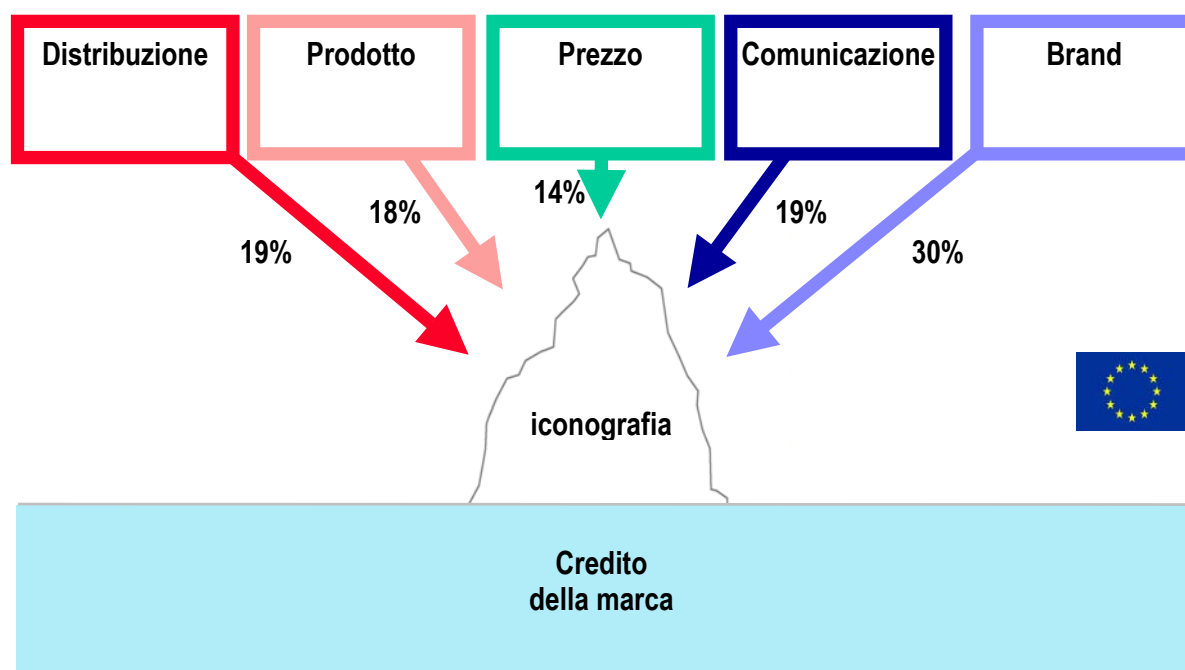 Distribuzione
Prodotto
Prezzo
Comunicazione
Brand
19%
18%
14%
19%
30%
iconografia
Credito
della marca